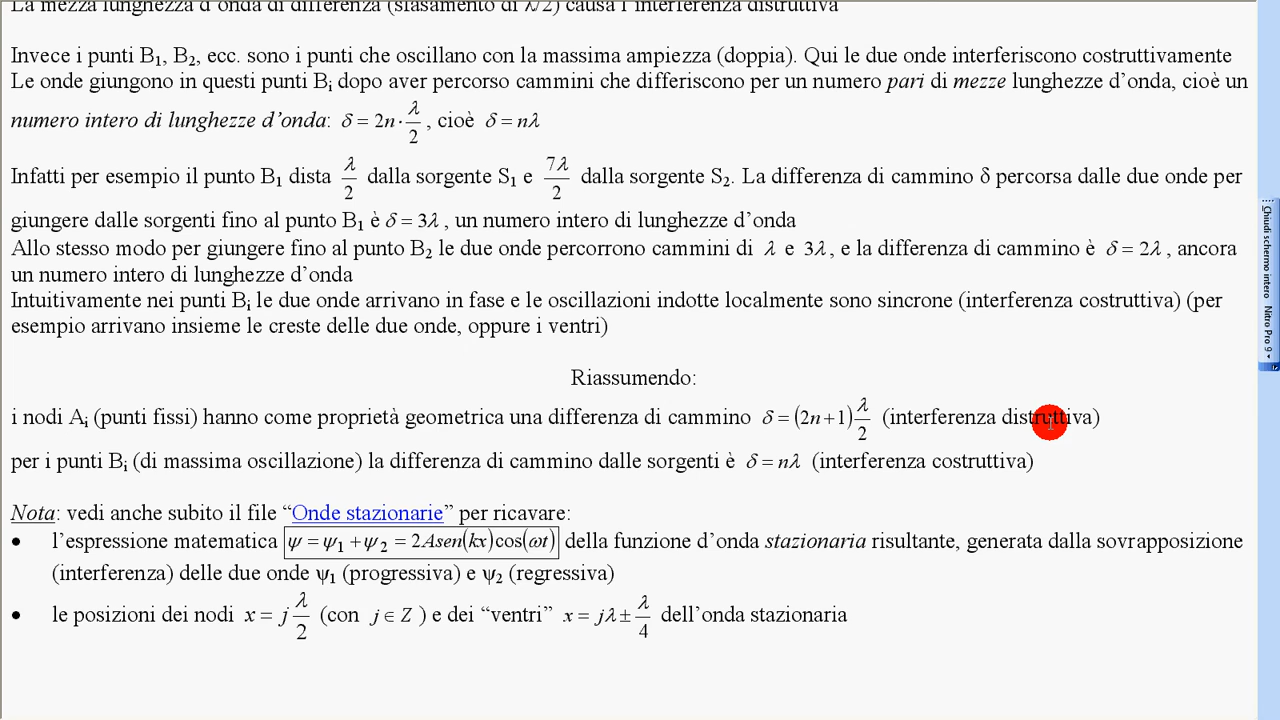 La mezza lunghezza d'onda di differenza (sfasamento di λ/2) causa l'interferenza distruttiva
Invece i punti B₁, B₂, ecc. sono i punti che oscillano con la massima ampiezza (doppia). Qui le due onde interferiscono costruttivamente
Le onde giungono in questi punti Bᵢ dopo aver percorso cammini che differiscono per un numero pari di mezze lunghezze d'onda, cioè un
numero intero di lunghezze d'onda: δ = 2n·λ/2, cioè δ = nλ
Infatti per esempio il punto B₁ dista λ/2 dalla sorgente S₁ e 7λ/2 dalla sorgente S₂. La differenza di cammino δ percorsa dalle due onde per
giungere dalle sorgenti fino al punto B₁ è δ = 3λ, un numero intero di lunghezze d'onda
Allo stesso modo per giungere fino al punto B₂ le due onde percorrono cammini di λ e 3λ, e la differenza di cammino è δ = 2λ, ancora
un numero intero di lunghezze d'onda
Intuitivamente nei punti Bᵢ le due onde arrivano in fase e le oscillazioni indotte localmente sono sincrone (interferenza costruttiva) (per
esempio arrivano insieme le creste delle due onde, oppure i ventri)
Riassumendo:
i nodi Aᵢ (punti fissi) hanno come proprietà geometrica una differenza di cammino δ = (2n+1)λ/2 (interferenza distruttiva)
per i punti Bᵢ (di massima oscillazione) la differenza di cammino dalle sorgenti è δ = nλ (interferenza costruttiva)
Nota: vedi anche subito il file "Onde stazionarie" per ricavare:
• l'espressione matematica ψ = ψ₁ + ψ₂ = 2Asen(kx)cos(ωt) della funzione d'onda stazionaria risultante, generata dalla sovrapposizione
(interferenza) delle due onde ψ₁ (progressiva) e ψ₂ (regressiva)
• le posizioni dei nodi x = j λ/2 (con j ∈ Z ) e dei "ventri" x = jλ ± λ/4 dell'onda stazionaria
Chiudi schermo intero Nitro Pro 9